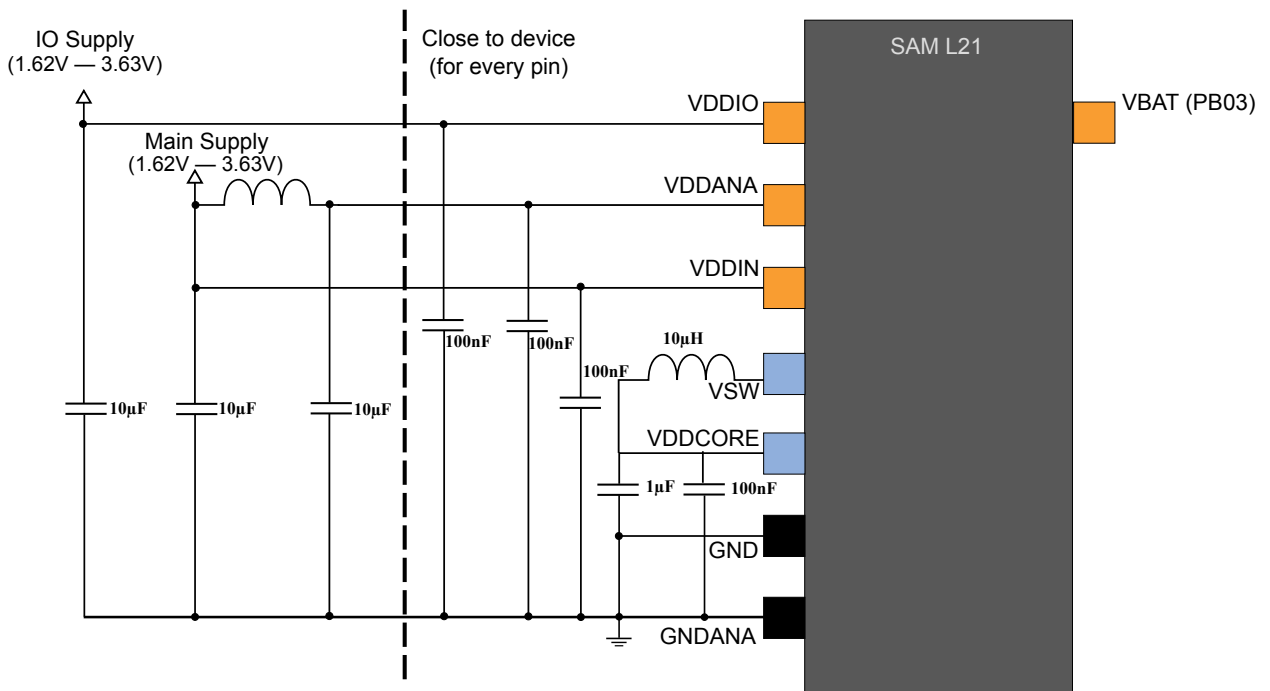 IO Supply
(1.62V — 3.63V)
Close to device
(for every pin)
SAM L21
VDDIO
VBAT (PB03)
Main Supply
(1.62V — 3.63V)
VDDANA
VDDIN
100nF
100nF
10µH
100nF
VSW
10µF
10µF
10µF
VDDCORE
1µF
100nF
GND
GNDANA